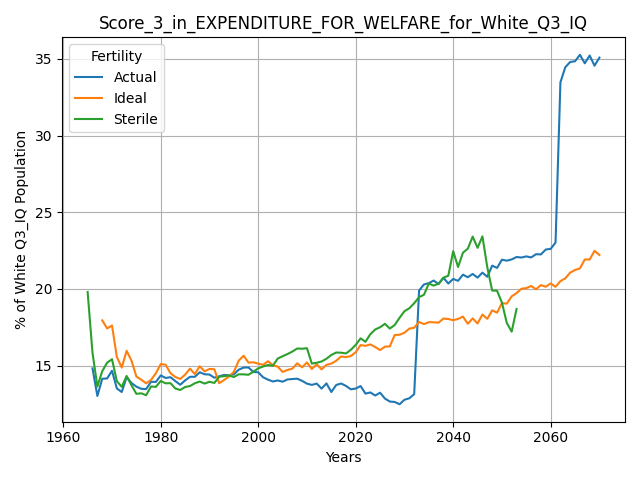 Score_3_in_EXPENDITURE_FOR_WELFARE_for_White_Q3_IQ
Fertility
Actual
Ideal
Sterile
% of White Q3_IQ Population
35
30
25
20
15
1960
1980
2000
2020
2040
2060
Years